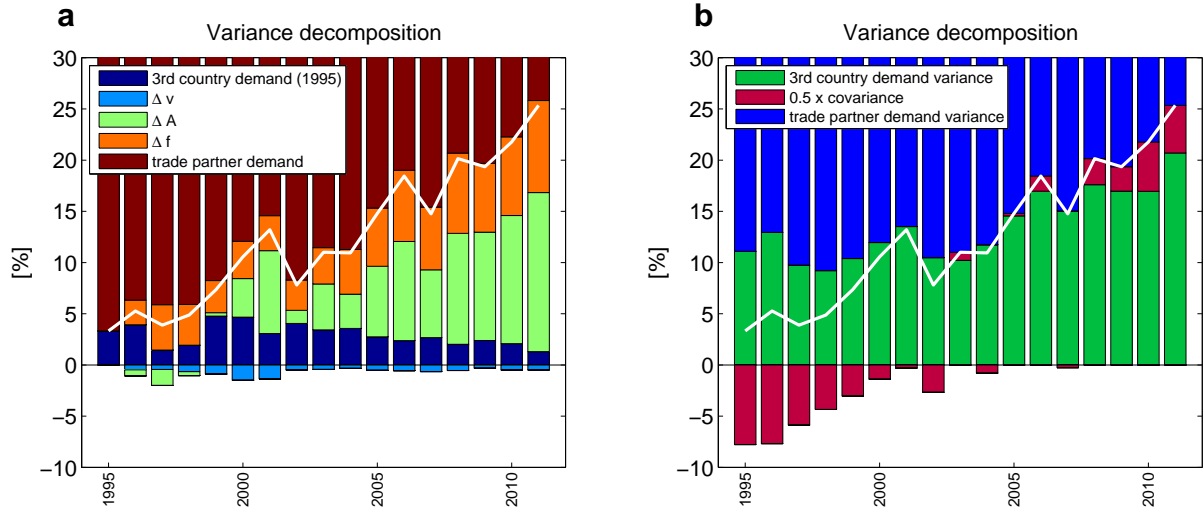 a
Variance decomposition
30
25
20
15
10
5
0
−5
−10
[%]
3rd country demand (1995)
Δ v
Δ A
Δ f
trade partner demand
1995
2000
2005
2010
b
Variance decomposition
30
25
20
15
10
5
0
−5
−10
[%]
3rd country demand variance
0.5 x covariance
trade partner demand variance
1995
2000
2005
2010